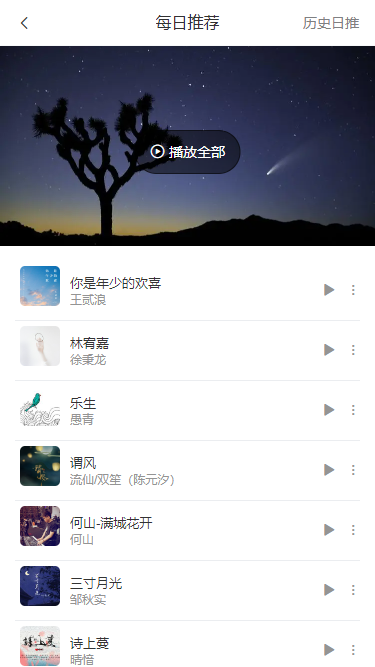 每日推荐
历史日推
播放全部
你是年少的欢喜
王贰浪
林宥嘉
徐秉龙
乐生
愚青
谓风
流仙/双笙（陈元汐）
何山-满城花开
何山
三寸月光
邹秋实
诗上蔓
晴愔